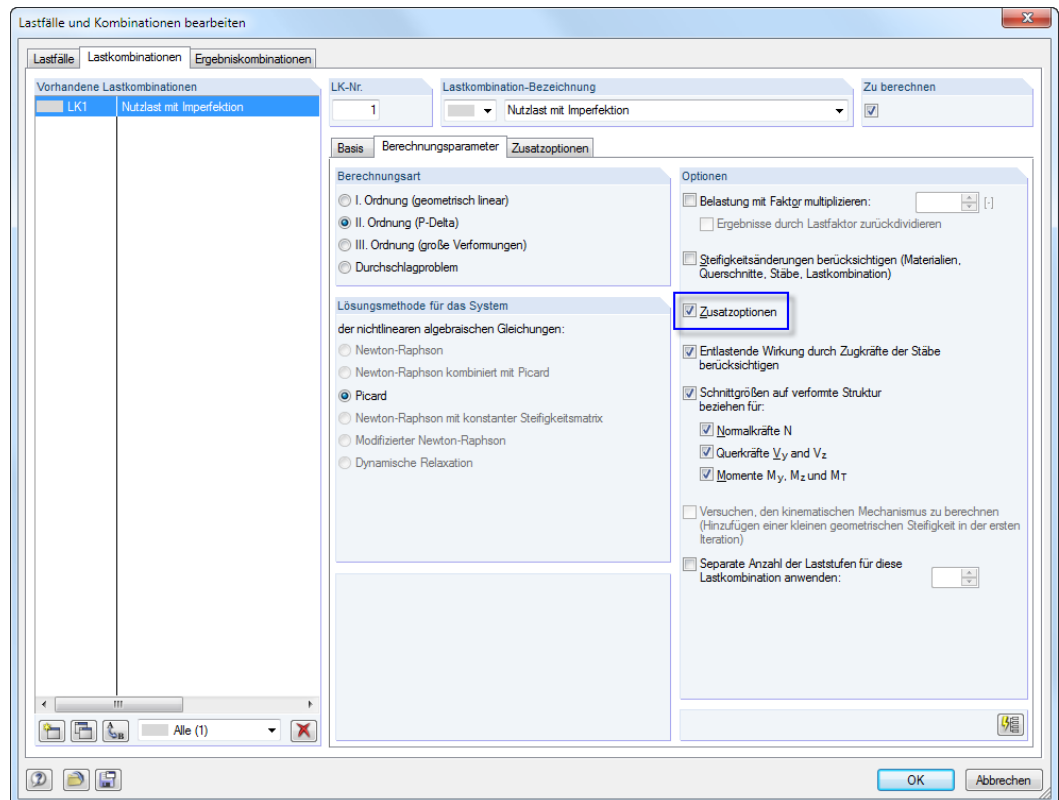 Lastfälle und Kombinationen bearbeiten
Lastfälle Lastkombinationen Ergebniskombinationen
Vorhandene Lastkombinationen
LK1 Nutzlast mit Imperfektion
LK-Nr.
1
Lastkombination-Bezeichnung
Nutzlast mit Imperfektion
Zu berechnen
Basis Berechnungsparameter Zusatzoptionen
Berechnungsart
I. Ordnung (geometrisch linear)
II. Ordnung (P-Delta)
III. Ordnung (große Verformungen)
Durchschlagproblem
Lösungsmethode für das System
der nichtlinearen algebraischen Gleichungen:
Newton-Raphson
Newton-Raphson kombiniert mit Picard
Picard
Newton-Raphson mit konstanter Steifigkeitsmatrix
Modifizierter Newton-Raphson
Dynamische Relaxation
Optionen
Belastung mit Faktor multiplizieren: [-]
Ergebnisse durch Lastfaktor zurückdividieren
Steifigkeitsänderungen berücksichtigen (Materialien,
Querschnitte, Stäbe, Lastkombination)
Zusatzoptionen
Entlastende Wirkung durch Zugkräfte der Stäbe
berücksichtigen
Schnittgrößen auf verformte Struktur
beziehen für:
Normalkräfte N
Querkräfte Vy and Vz
Momente My, Mz und MT
Versuchen, den kinematischen Mechanismus zu berechnen
(Hinzufügen einer kleinen geometrischen Steifigkeit in der ersten
Iteration)
Separate Anzahl der Laststufen für diese
Lastkombination anwenden:
Alle (1)
OK Abbrechen